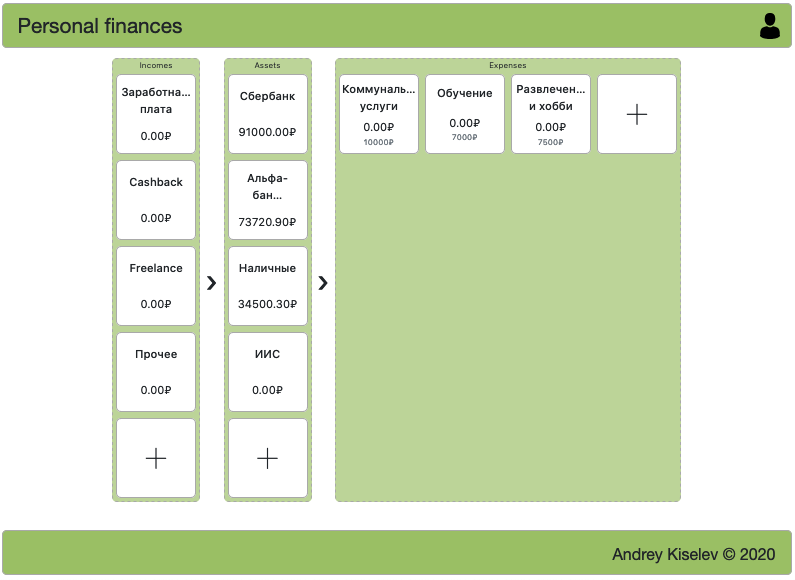 Personal finances
Incomes
Заработна...
плата
0.00₽
Cashback
0.00₽
Freelance
0.00₽
Прочее
0.00₽
Assets
Сбербанк
91000.00₽
Альфа-
бан...
73720.90₽
Наличные
34500.30₽
ИИС
0.00₽
Expenses
Коммуналь...
услуги
0.00₽
10000₽
Обучение
0.00₽
7000₽
Развлечен...
и хобби
0.00₽
7500₽
Andrey Kiselev © 2020